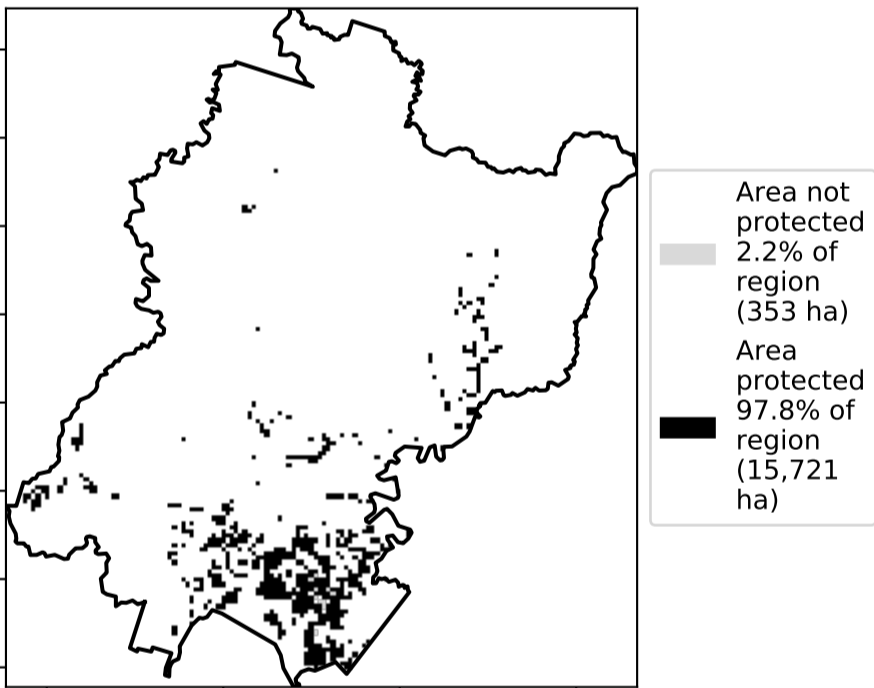 Area not
protected
2.2% of
region
(353 ha)
Area
protected
97.8% of
region
(15,721
ha)